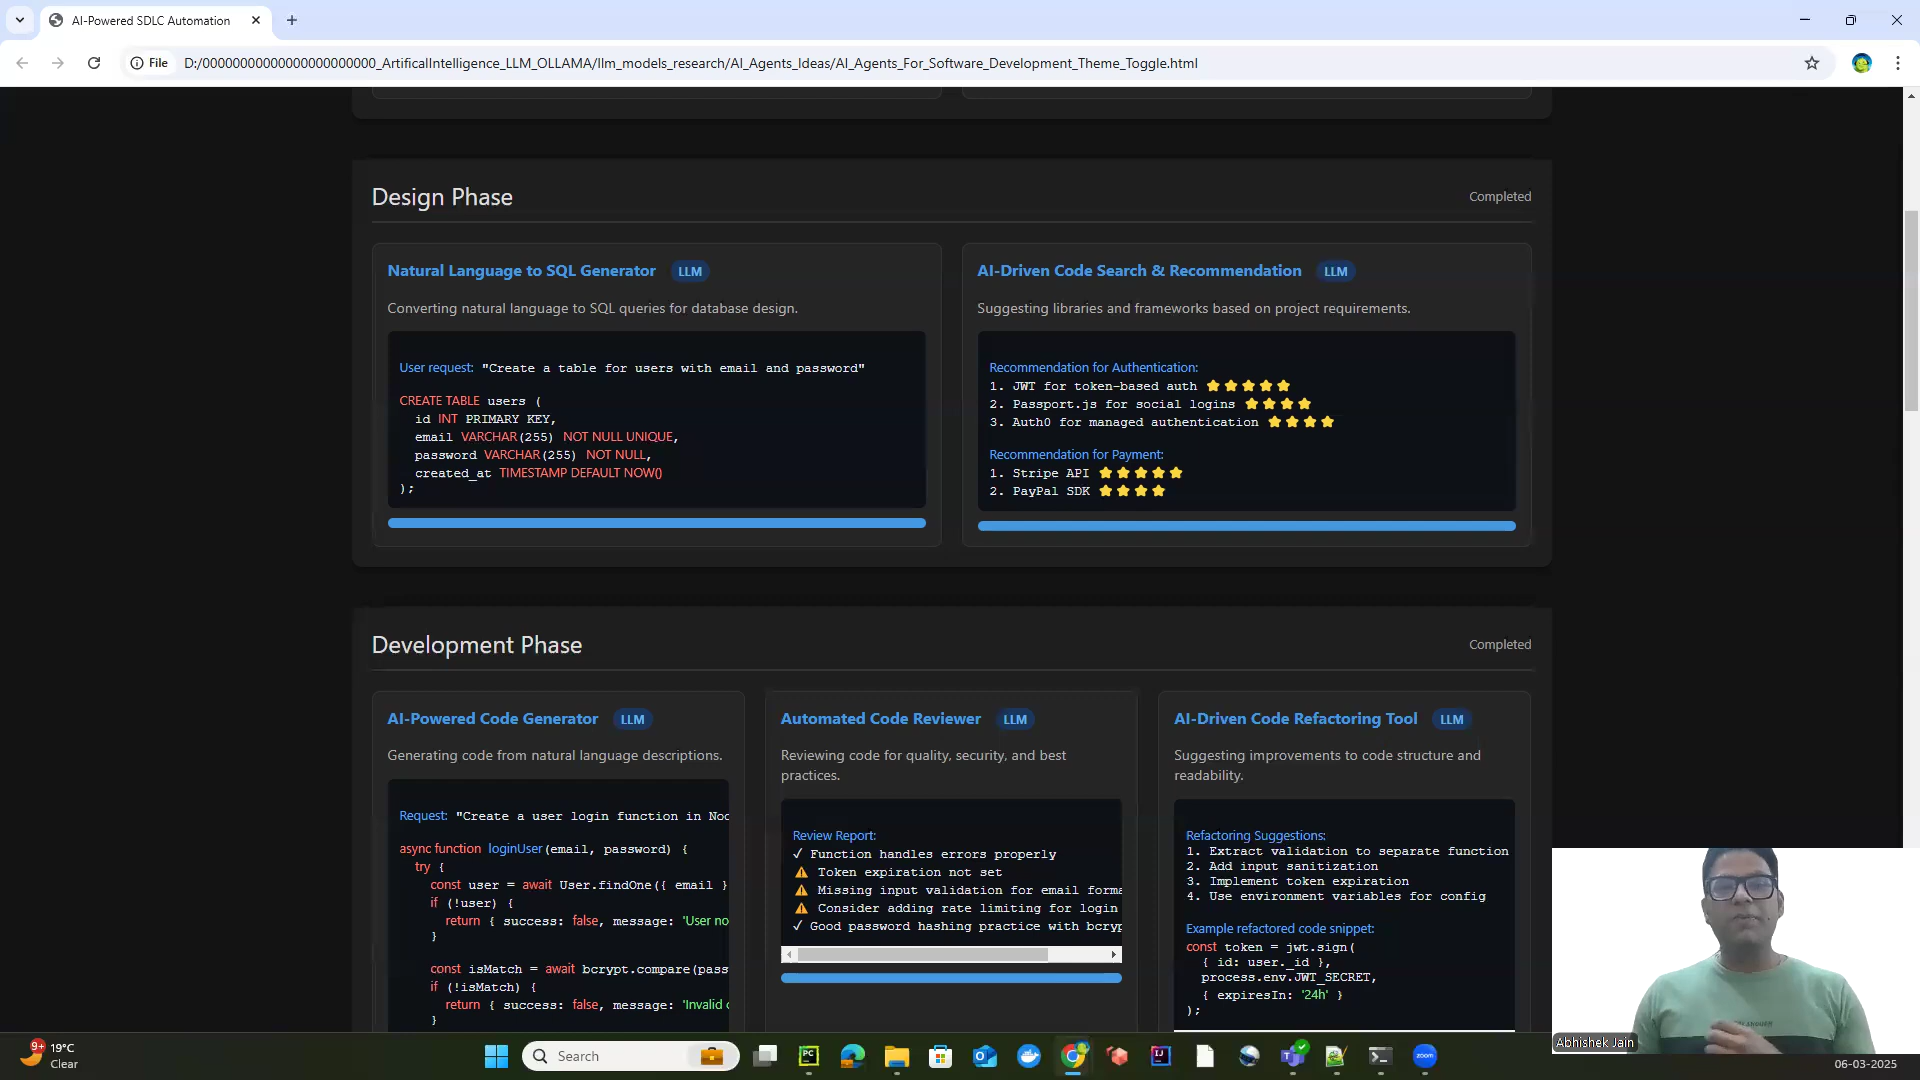 AI-Powered SDLC Automation
File
D:/00000000000000000000000_ArtificalIntelligence_LLM_OLLAMA/llm_models_research/AI_Agents_Ideas/AI_Agents_For_Software_Development_Theme_Toggle.html
Design Phase
Completed
Natural Language to SQL Generator LLM
Converting natural language to SQL queries for database design.
User request: "Create a table for users with email and password"
CREATE TABLE users (
id INT PRIMARY KEY,
email VARCHAR(255) NOT NULL UNIQUE,
password VARCHAR(255) NOT NULL,
created_at TIMESTAMP DEFAULT NOW()
);
AI-Driven Code Search & Recommendation LLM
Suggesting libraries and frameworks based on project requirements.
Recommendation for Authentication:
1. JWT for token-based auth ⭐⭐⭐⭐⭐
2. Passport.js for social logins ⭐⭐⭐⭐
3. Auth0 for managed authentication ⭐⭐⭐⭐
Recommendation for Payment:
1. Stripe API ⭐⭐⭐⭐⭐
2. PayPal SDK ⭐⭐⭐⭐
Development Phase
Completed
AI-Powered Code Generator LLM
Generating code from natural language descriptions.
Request: "Create a user login function in Noc
async function loginUser(email, password) {
try {
const user = await User.findOne({ email }
if (!user) {
return { success: false, message: 'User no
}
const isMatch = await bcrypt.compare(pass
if (!isMatch) {
return { success: false, message: 'Invalid c
}
Automated Code Reviewer LLM
Reviewing code for quality, security, and best
practices.
Review Report:
✓ Function handles errors properly
⚠ Token expiration not set
⚠ Missing input validation for email forma
⚠ Consider adding rate limiting for login
✓ Good password hashing practice with bcryp
AI-Driven Code Refactoring Tool LLM
Suggesting improvements to code structure and
readability.
Refactoring Suggestions:
1. Extract validation to separate function
2. Add input sanitization
3. Implement token expiration
4. Use environment variables for config
Example refactored code snippet:
const token = jwt.sign(
{ id: user._id },
process.env.JWT_SECRET,
{ expiresIn: '24h' }
);
Abhishek Jain
9+
19°C
Clear
Search
PC
IJ
zoom
06-03-2025